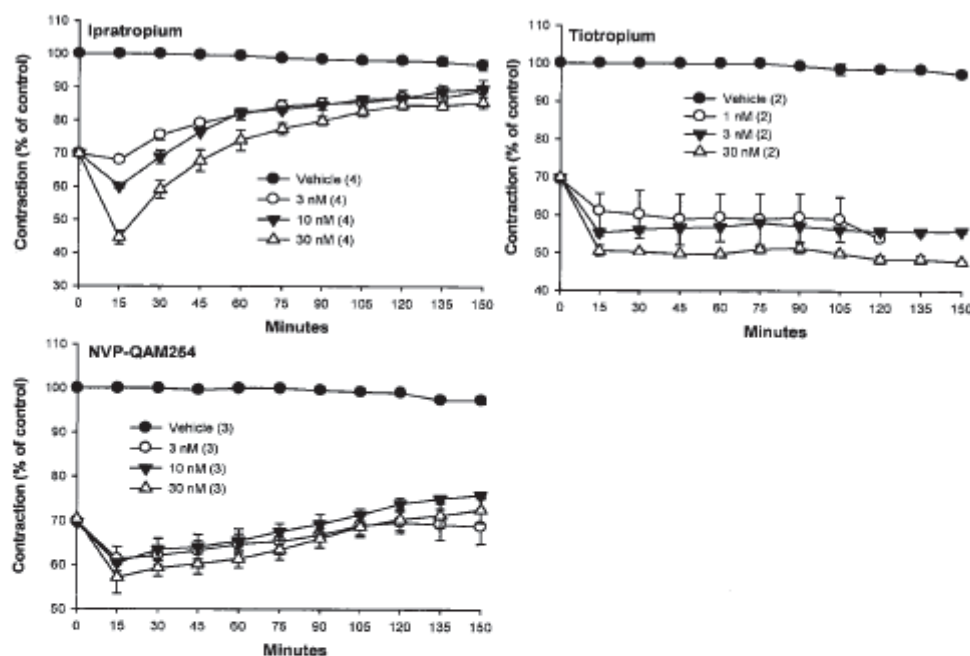 Ipratropium
Contraction (% of control)
110
100
90
80
70
60
50
40
30
Vehicle (4)
3 nM (4)
10 nM (4)
30 nM (4)
0 15 30 45 60 75 90 105 120 135 150
Minutes
Tiotropium
Contraction (% of control)
110
100
90
80
70
60
50
40
Vehicle (2)
1 nM (2)
3 nM (2)
30 nM (2)
0 15 30 45 60 75 90 105 120 135 150
Minutes
NVP-QAM254
Contraction (% of control)
110
100
90
80
70
60
50
Vehicle (3)
3 nM (3)
10 nM (3)
30 nM (3)
0 15 30 45 60 75 90 105 120 135 150
Minutes